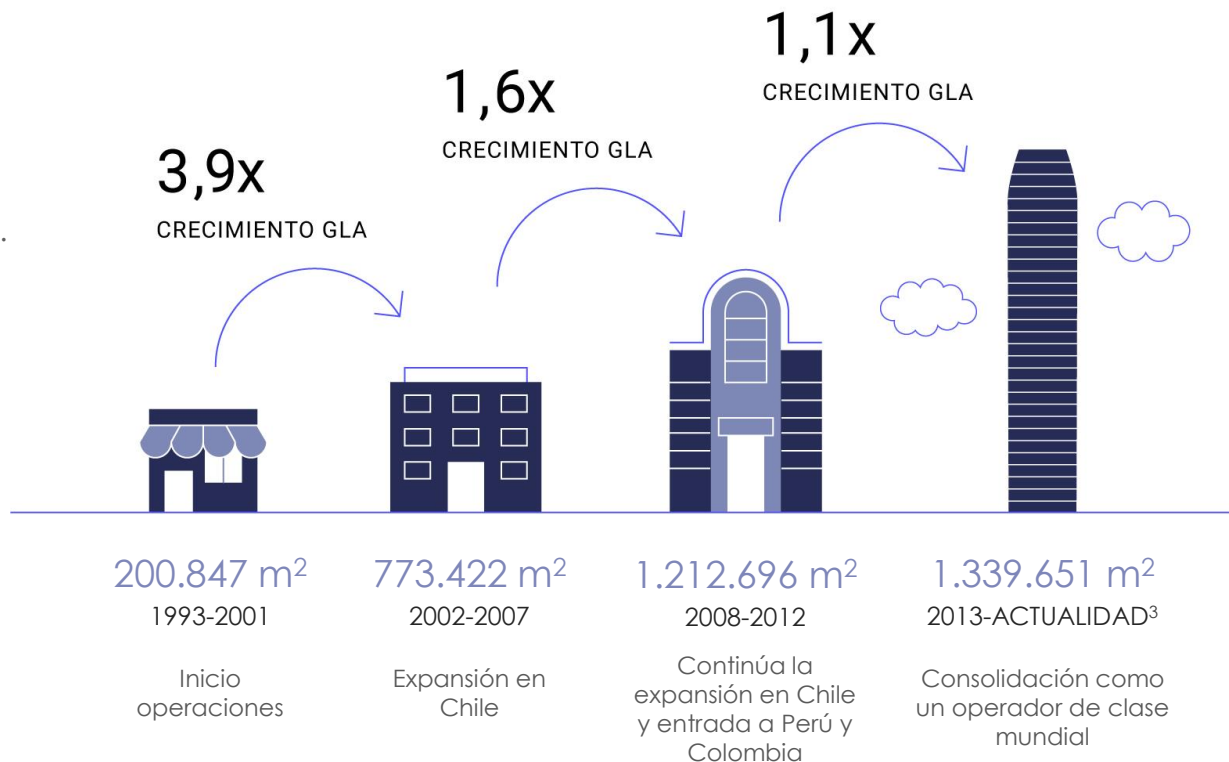 1,1x
CRECIMIENTO GLA
1,6x
CRECIMIENTO GLA
3,9x
CRECIMIENTO GLA
.
200.847 m²
1993-2001
Inicio
operaciones
773.422 m²
2002-2007
Expansión en
Chile
1.212.696 m²
2008-2012
Continúa la
expansión en Chile
y entrada a Perú y
Colombia
1.339.651 m²
2013-ACTUALIDAD³
Consolidación como
un operador de clase
mundial